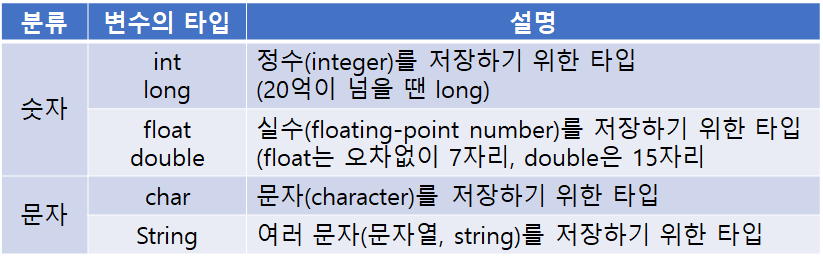 분류 변수의 타입 설명
숫자
int
long
정수(integer)를 저장하기 위한 타입
(20억이 넘을 땐 long)
float
double
실수(floating-point number)를 저장하기 위한 타입
(float는 오차없이 7자리, double은 15자리
문자
char
문자(character)를 저장하기 위한 타입
String
여러 문자(문자열, string)를 저장하기 위한 타입